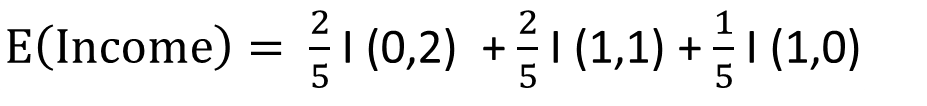 E(Income) = 2/5 I (0,2) + 2/5 I (1,1) + 1/5 I (1,0)